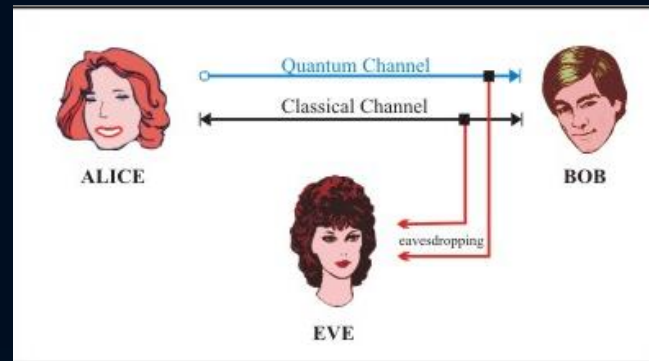 Quantum Channel
Classical Channel
ALICE
BOB
eavesdropping
EVE